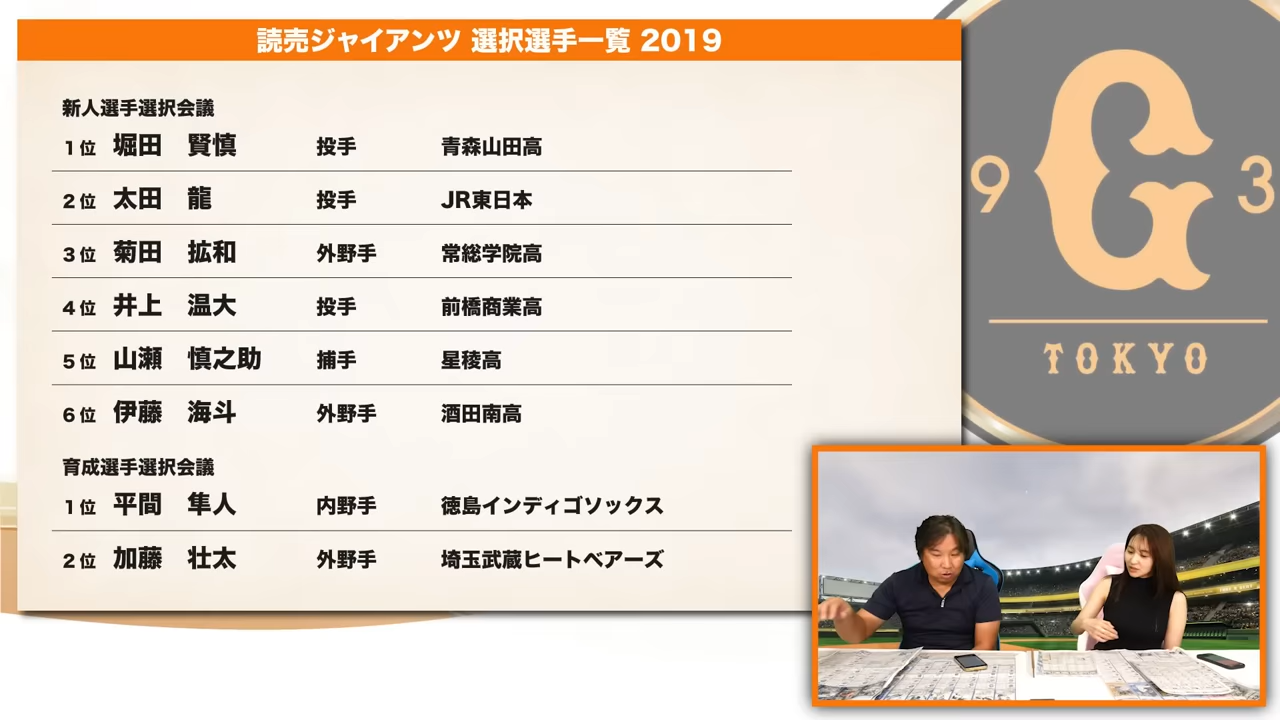 読売ジャイアンツ 選択選手一覧 2019
新人選手選択会議
1位 堀田 賢慎 投手 青森山田高
2位 太田 龍 投手 JR東日本
3位 菊田 拡和 外野手 常総学院高
4位 井上 温大 投手 前橋商業高
5位 山瀬 慎之助 捕手 星稜高
6位 伊藤 海斗 外野手 酒田南高
育成選手選択会議
1位 平間 隼人 内野手 徳島インディゴソックス
2位 加藤 壮太 外野手 埼玉武蔵ヒートベアーズ
9 G 3
TOKYO